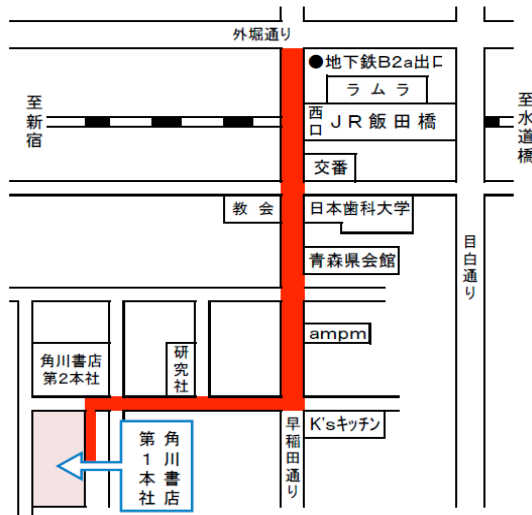 外堀通り
●地下鉄B2a出口
ラムラ
至新宿
西口
JR飯田橋
至水道橋
交番
教会
日本歯科大学
目白通り
青森県会館
ampm
角川書店
第2本社
研究社
K'sキッチン
早稲田通り
角川書店
第1本社